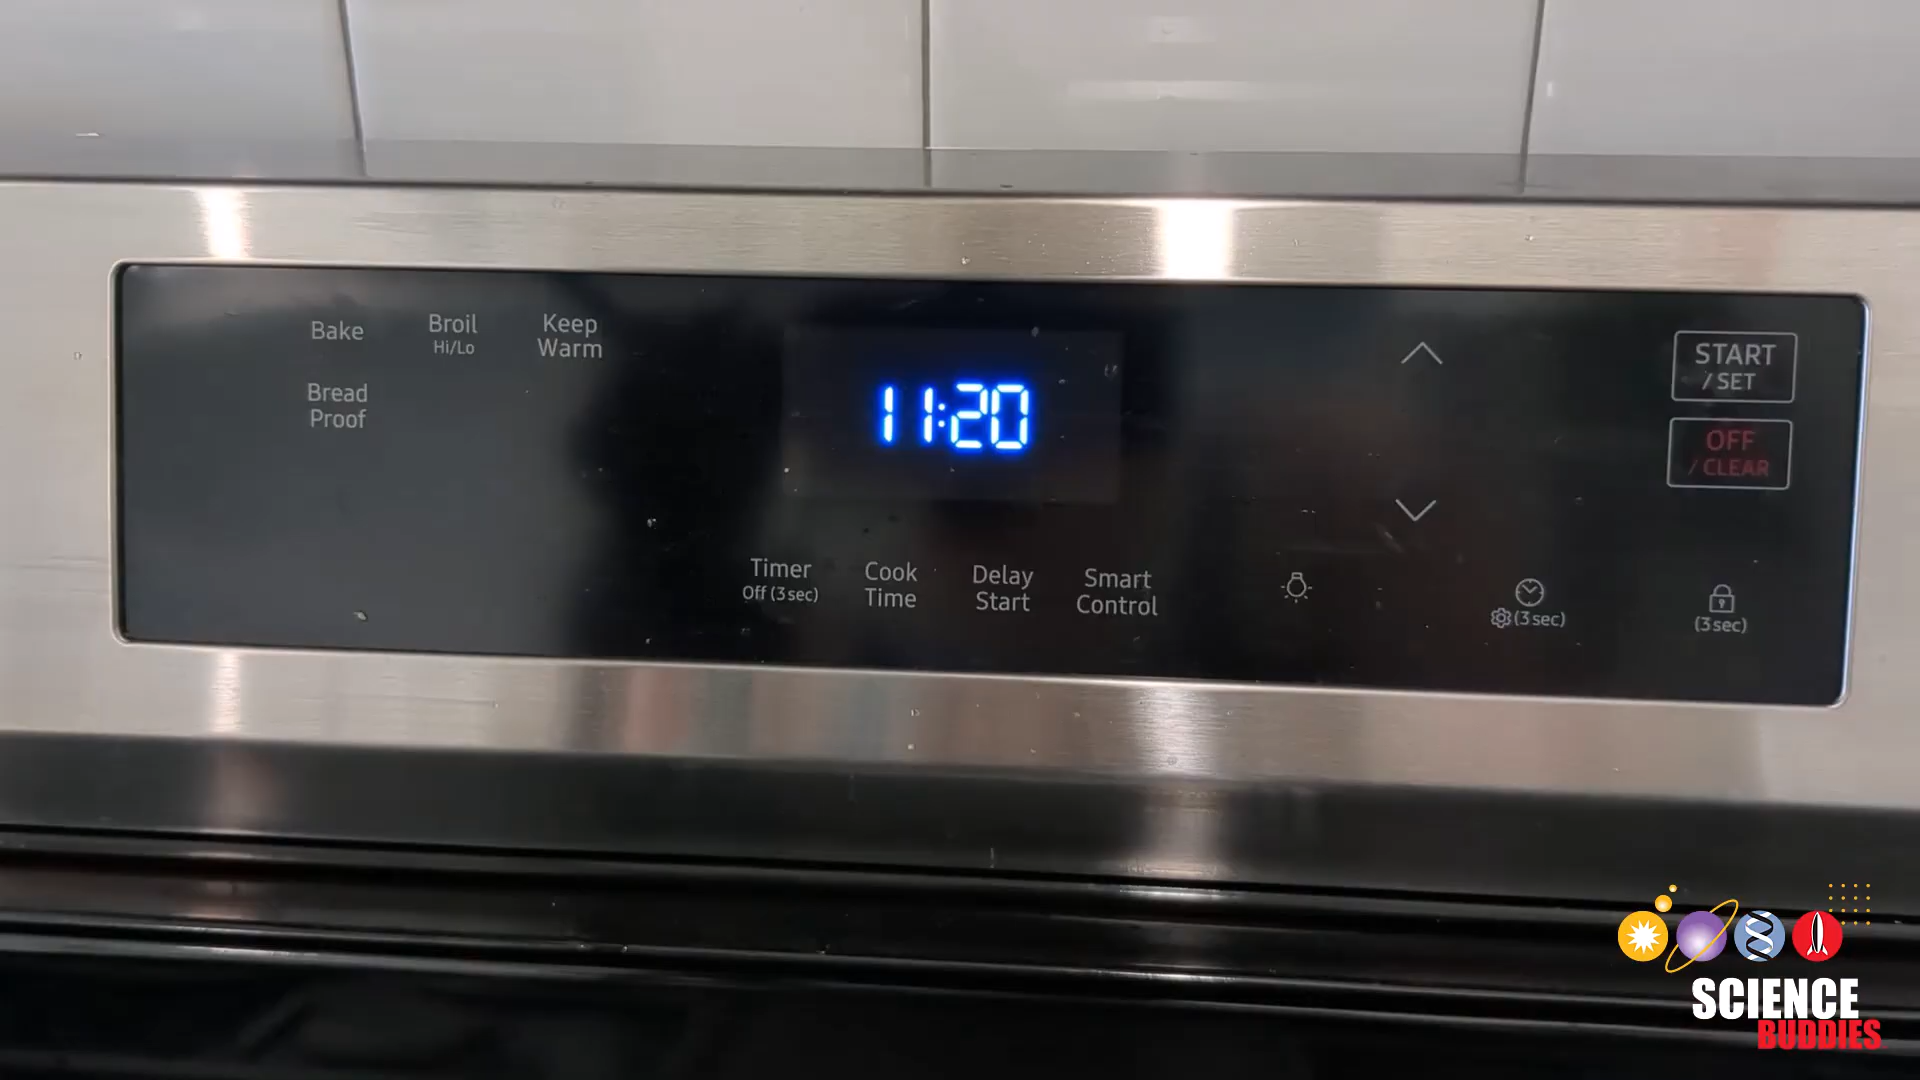 Bake
Broil
Hi/Lo
Keep
Warm
Bread
Proof
11:20
START
/ SET
OFF
/ CLEAR
Timer
Off (3 sec)
Cook
Time
Delay
Start
Smart
Control
(3 sec)
(3 sec)
SCIENCE
BUDDIES